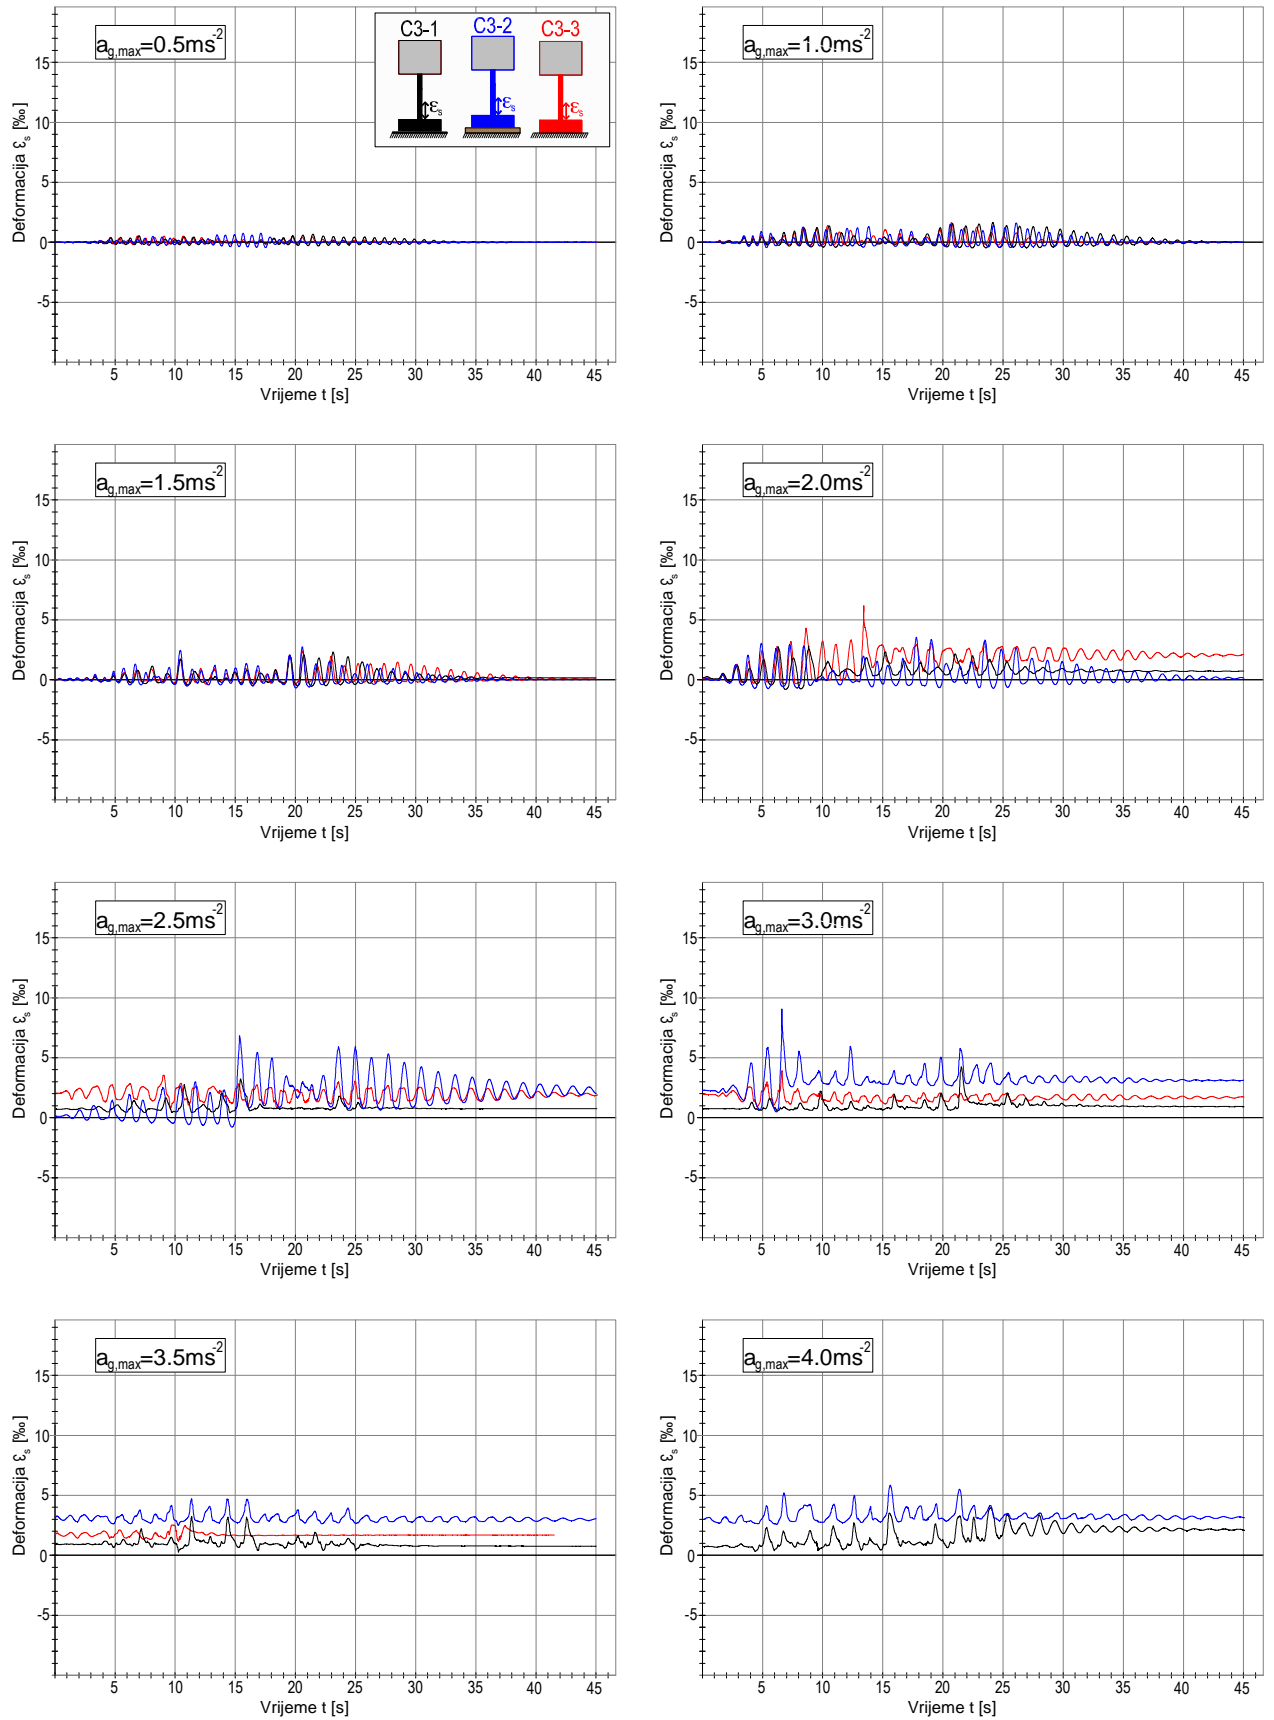 a_g,max=0.5ms^-2
C3-1 C3-2 C3-3
ε_s ε_s ε_s
Deformacija ε_s [‰]
15
10
5
0
-5
5 10 15 20 25 30 35 40 45
Vrijeme t [s]
a_g,max=1.0ms^-2
Deformacija ε_s [‰]
15
10
5
0
-5
5 10 15 20 25 30 35 40 45
Vrijeme t [s]
a_g,max=1.5ms^-2
Deformacija ε_s [‰]
15
10
5
0
-5
5 10 15 20 25 30 35 40 45
Vrijeme t [s]
a_g,max=2.0ms^-2
Deformacija ε_s [‰]
15
10
5
0
-5
5 10 15 20 25 30 35 40 45
Vrijeme t [s]
a_g,max=2.5ms^-2
Deformacija ε_s [‰]
15
10
5
0
-5
5 10 15 20 25 30 35 40 45
Vrijeme t [s]
a_g,max=3.0ms^-2
Deformacija ε_s [‰]
15
10
5
0
-5
5 10 15 20 25 30 35 40 45
Vrijeme t [s]
a_g,max=3.5ms^-2
Deformacija ε_s [‰]
15
10
5
0
-5
5 10 15 20 25 30 35 40 45
Vrijeme t [s]
a_g,max=4.0ms^-2
Deformacija ε_s [‰]
15
10
5
0
-5
5 10 15 20 25 30 35 40 45
Vrijeme t [s]